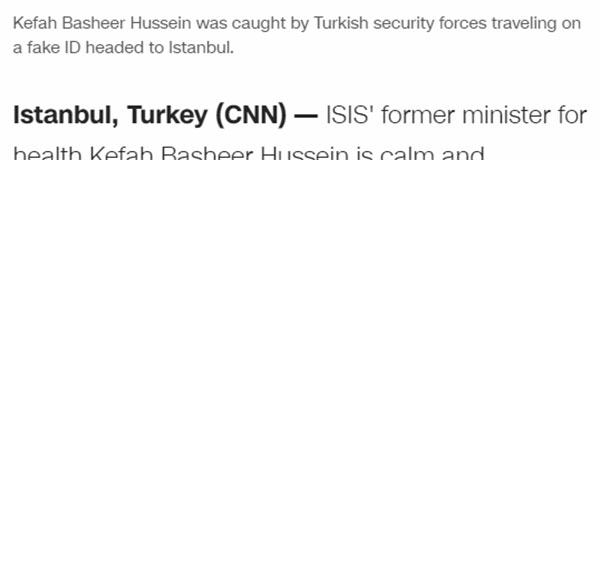 Kefah Basheer Hussein was caught by Turkish security forces traveling on
a fake ID headed to Istanbul.
Istanbul, Turkey (CNN) — ISIS' former minister for
health Kefah Basheer Hussein is calm and